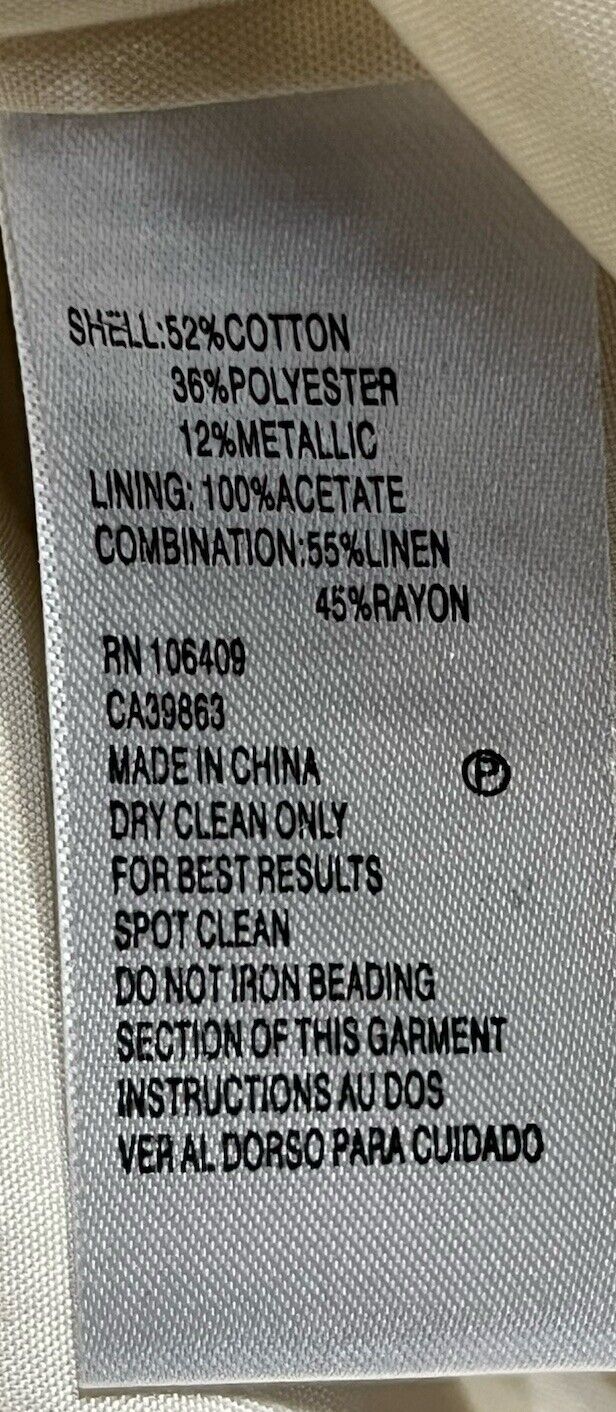 SHELL:52%COTTON
36%POLYESTER
12%METALLIC
LINING: 100%ACETATE
COMBINATION:55%LINEN
45%RAYON
RN 106409
CA39863
MADE IN CHINA
P
DRY CLEAN ONLY
FOR BEST RESULTS
SPOT CLEAN
DO NOT IRON BEADING
SECTION OF THIS GARMENT
INSTRUCTIONS AU DOS
VER AL DORSO PARA CUIDADO